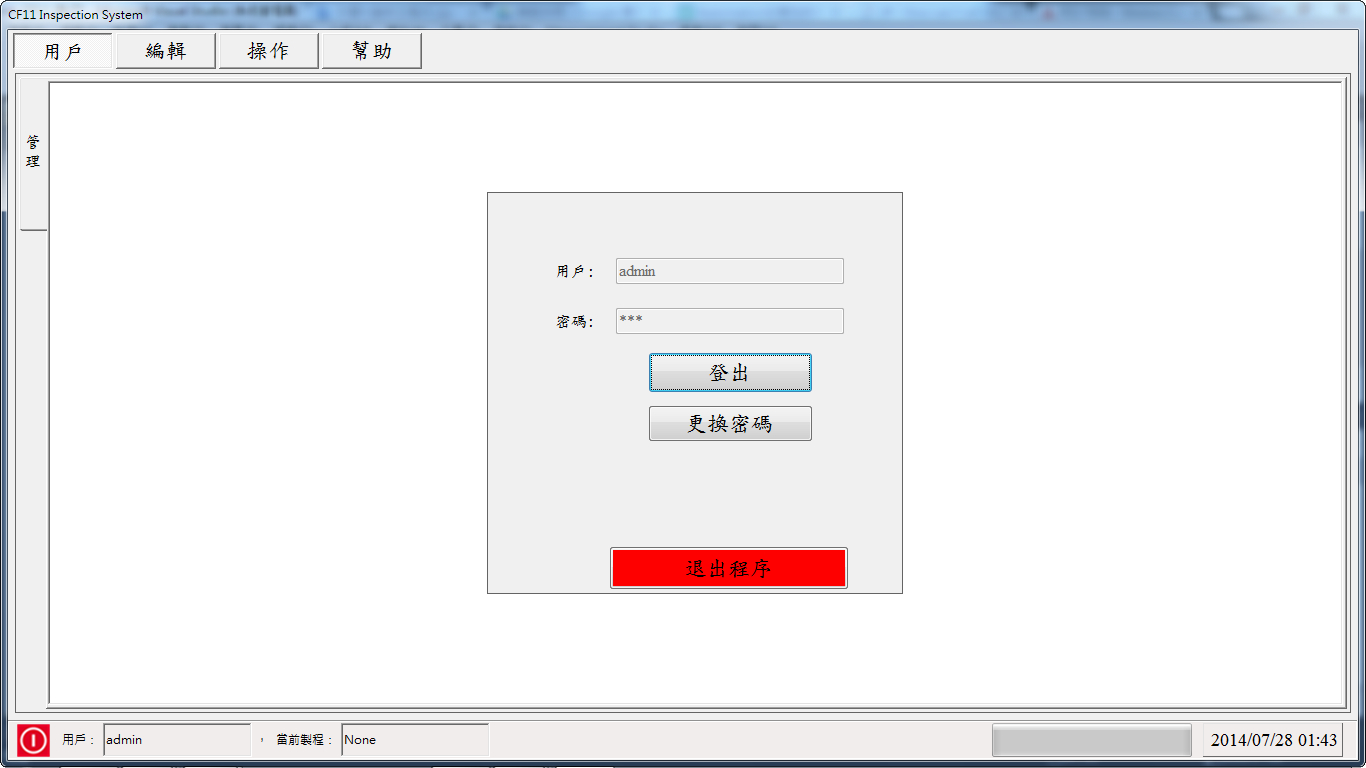 CF11 Inspection System
用戶
編輯
操作
幫助
管
理
用戶:
admin
密碼:
***
登出
更換密碼
退出程序
用戶：
admin
，
當前製程：
None
2014/07/28 01:43